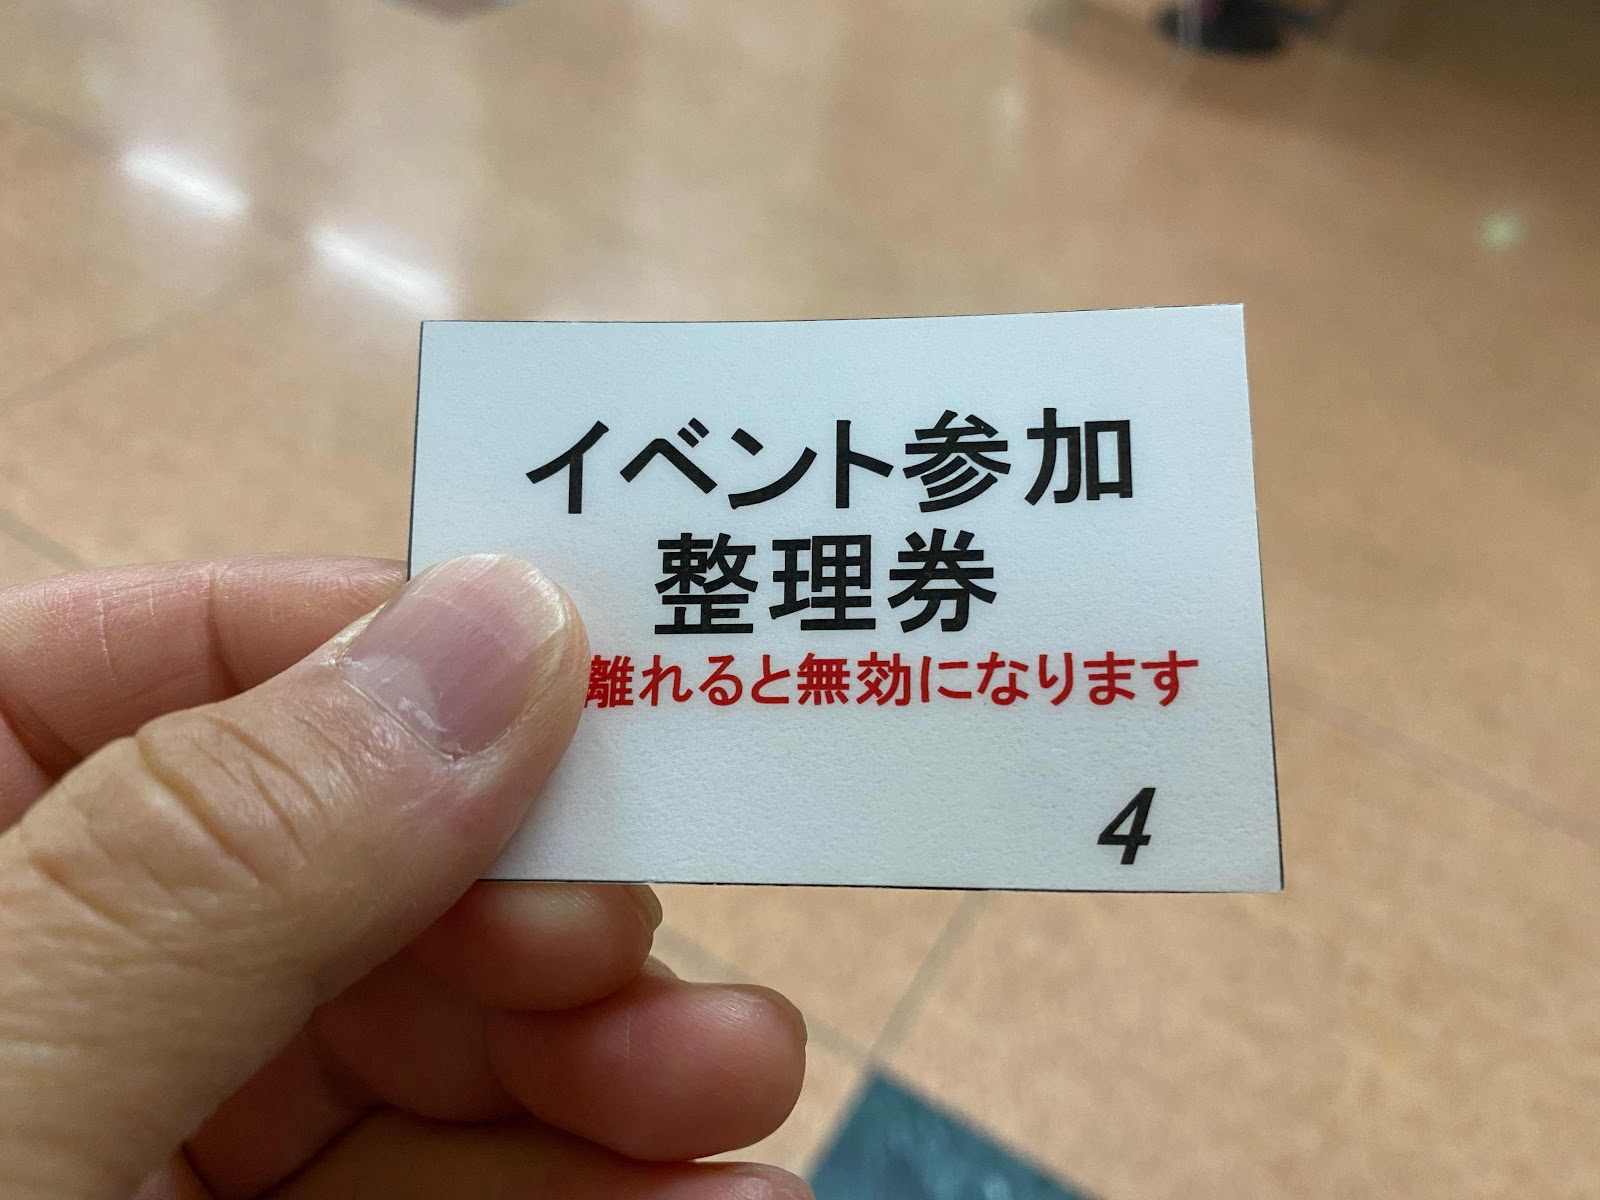 イベント参加
整理券
離れると無効になります
4